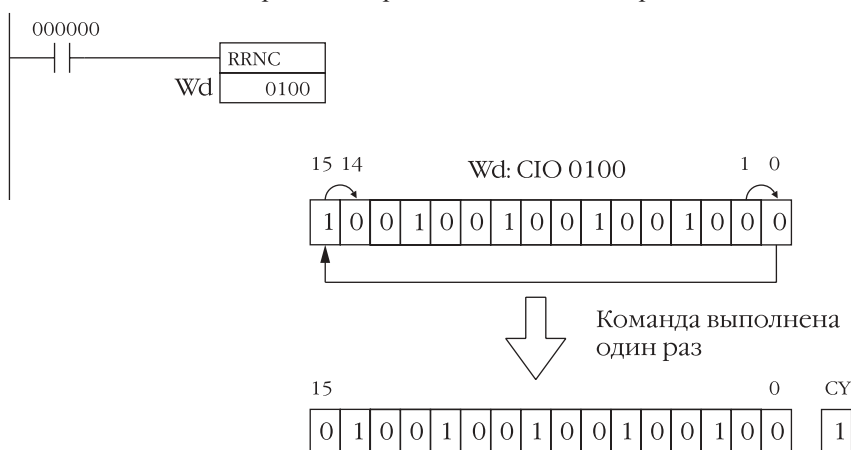 000000
RRNC
Wd 0100
15 14 Wd: CIO 0100 1 0
1 0 0 1 0 0 1 0 0 1 0 0 1 0 0 0
Команда выполнена
один раз
15 0 CY
0 1 0 0 1 0 0 1 0 0 1 0 0 1 0 0 1